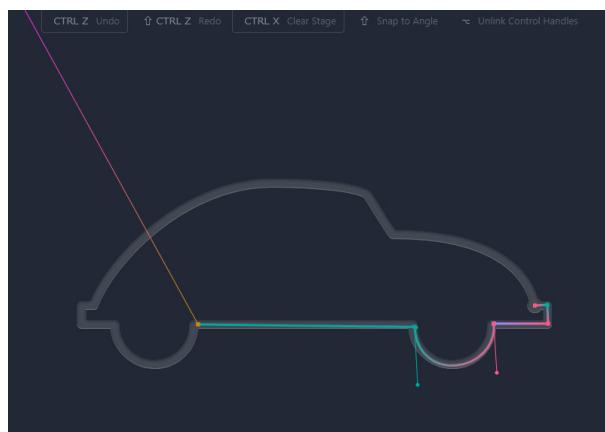 CTRL Z Undo ⇧ CTRL Z Redo CTRL X Clear Stage ⇧ Snap to Angle ⌥ Unlink Control Handles